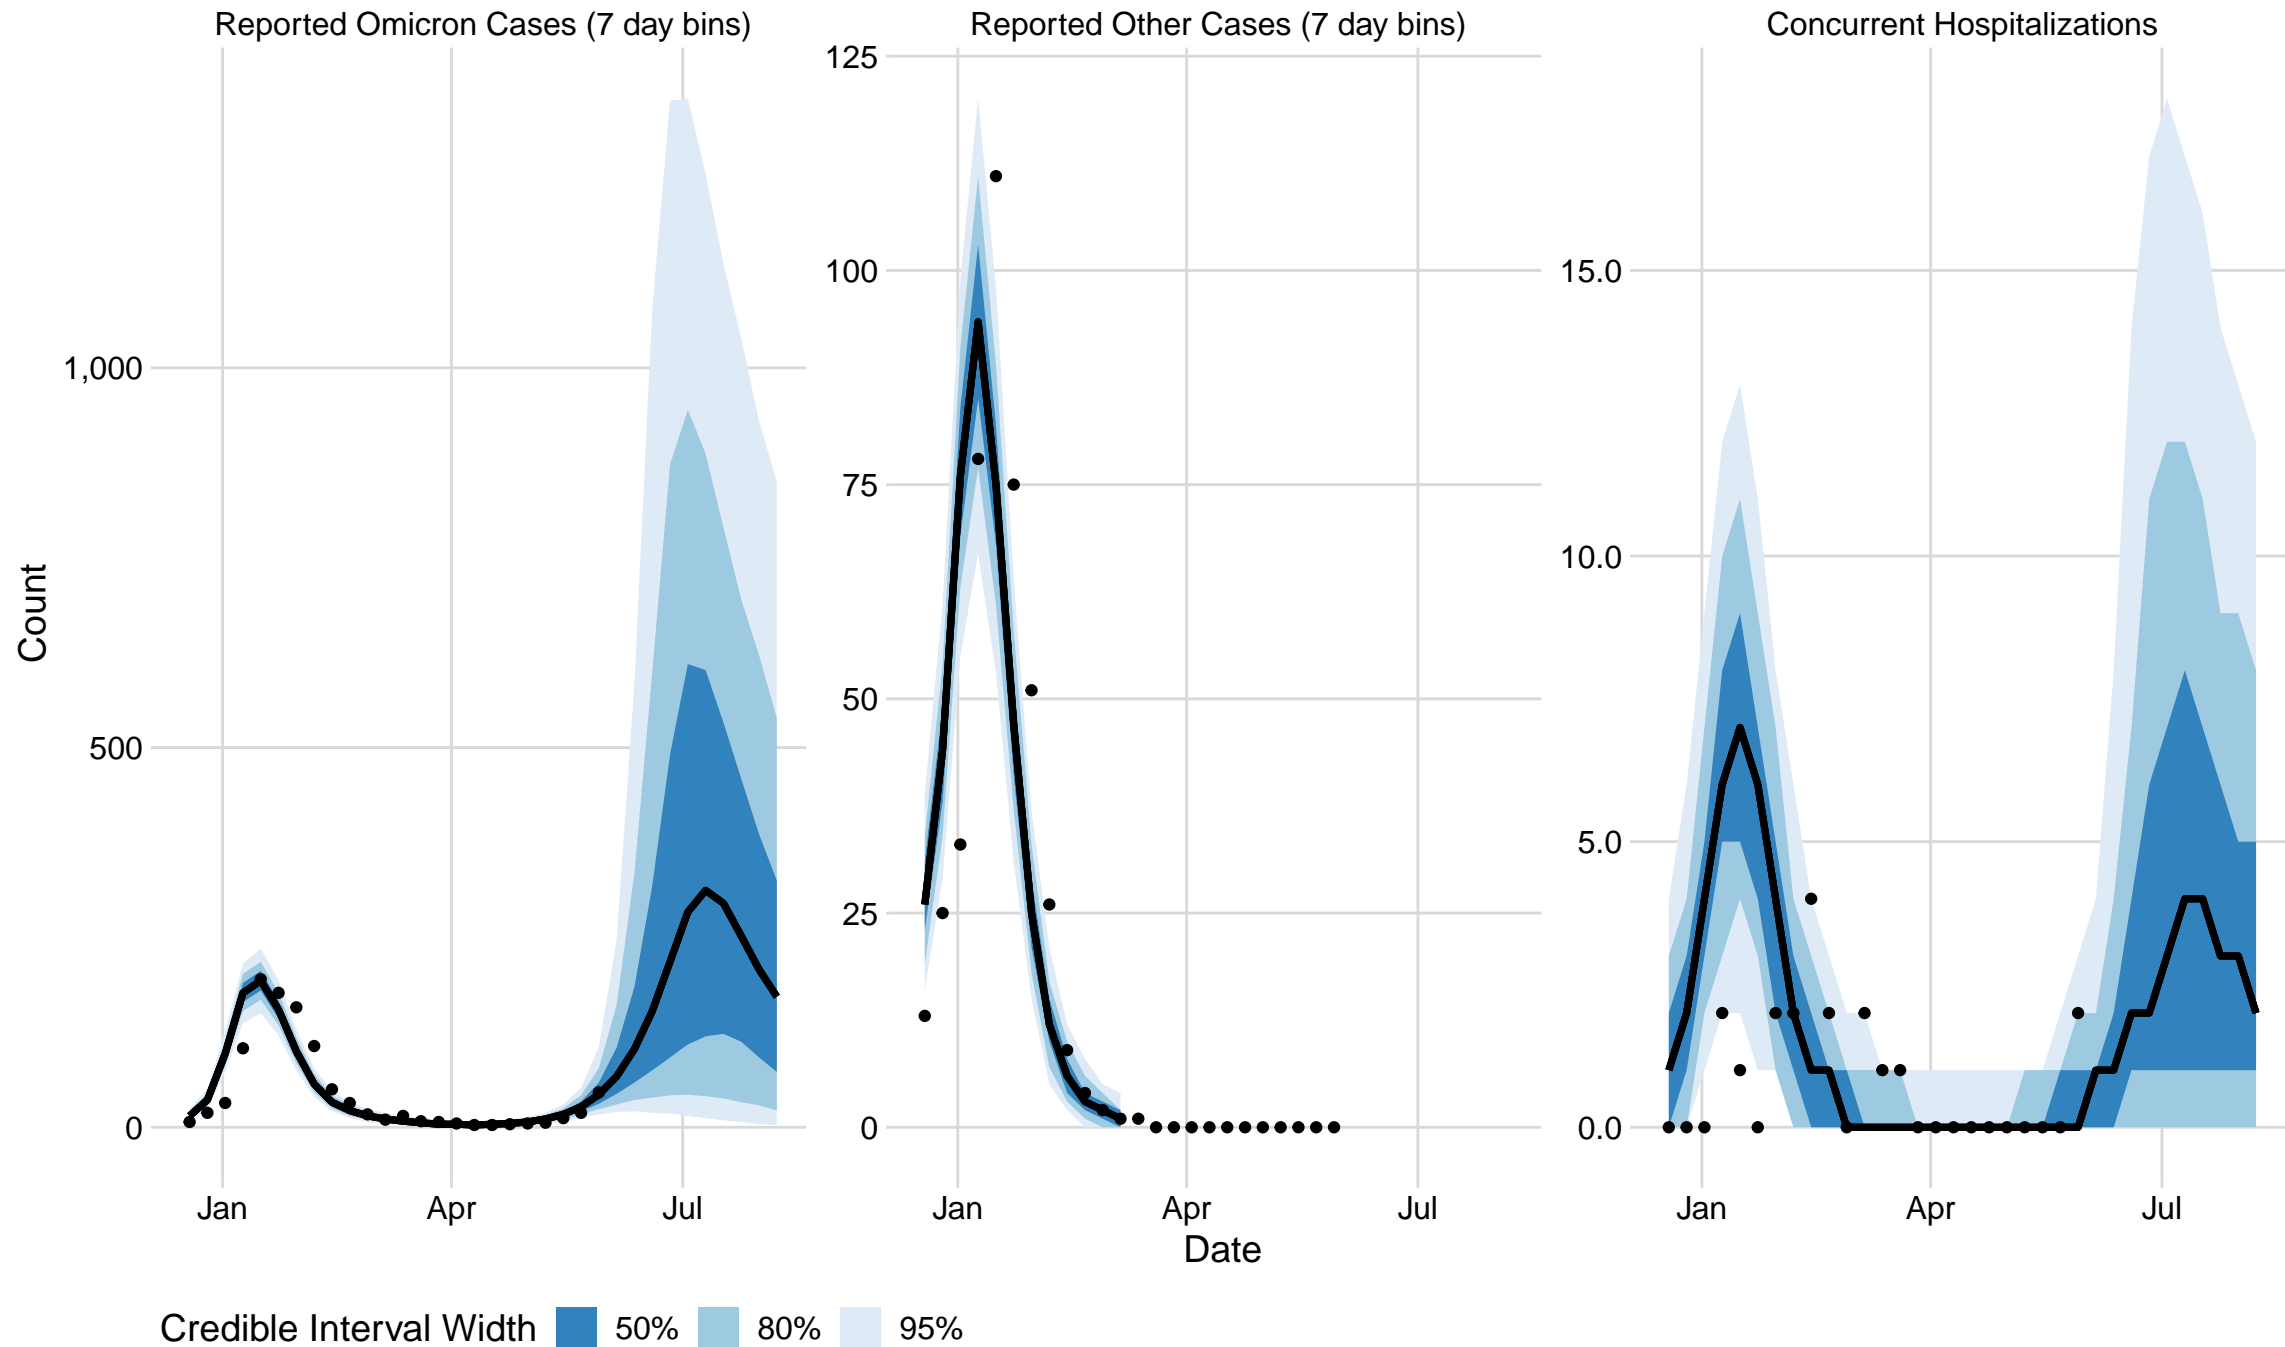 Reported Omicron Cases (7 day bins)
Reported Other Cases (7 day bins)
Concurrent Hospitalizations
Count
1,000
500
0
125
100
75
50
25
0
15.0
10.0
5.0
0.0
Jan Apr Jul
Jan Apr Jul
Jan Apr Jul
Date
Credible Interval Width 50% 80% 95%